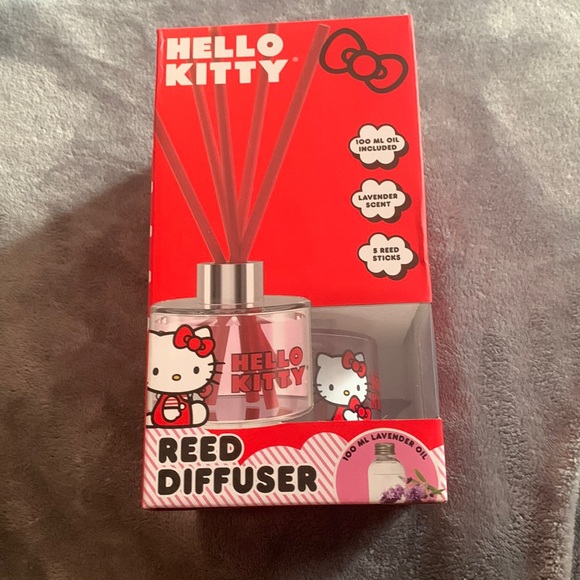 HELLO
KITTY®
100 ML OIL
INCLUDED
LAVENDER
SCENT
5 REED
STICKS
HELLO
KITTY
REED
DIFFUSER
100 ML LAVENDER OIL